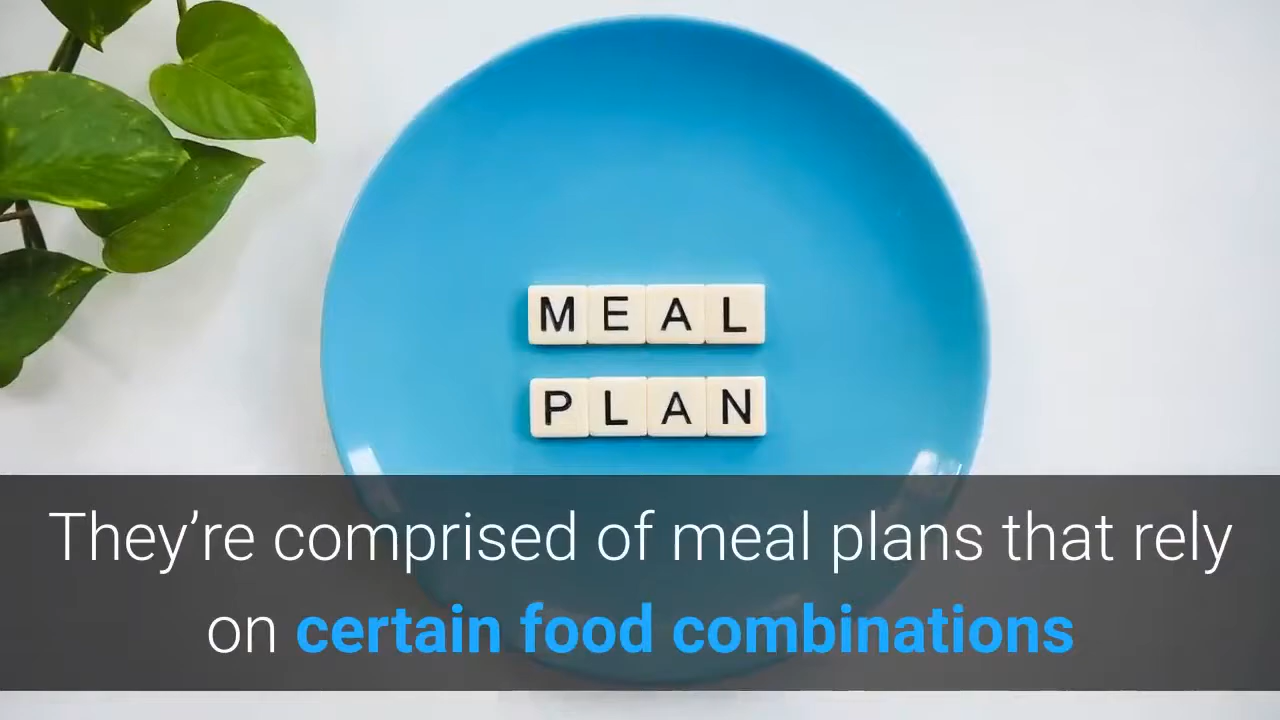 MEAL
PLAN
They’re comprised of meal plans that rely
on certain food combinations